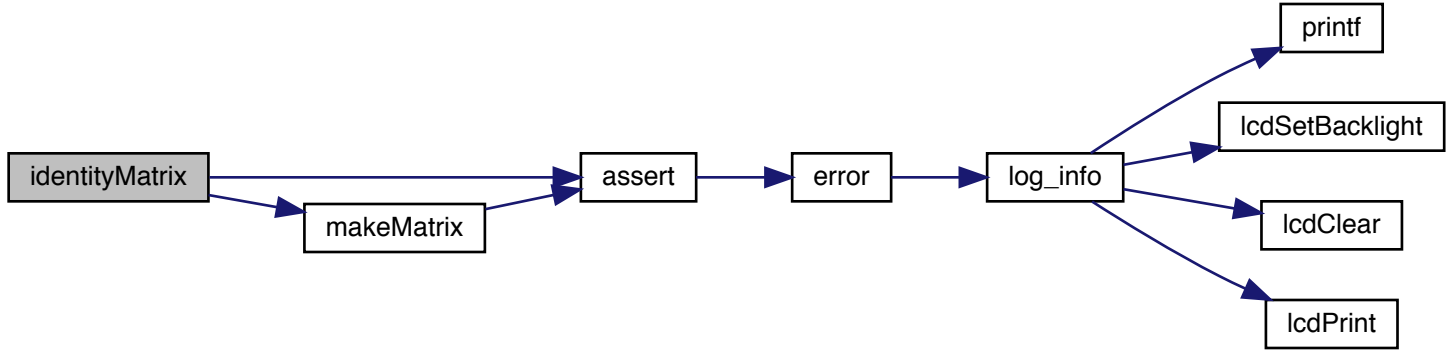 identityMatrix
makeMatrix
assert
error
log_info
printf
lcdSetBacklight
lcdClear
lcdPrint